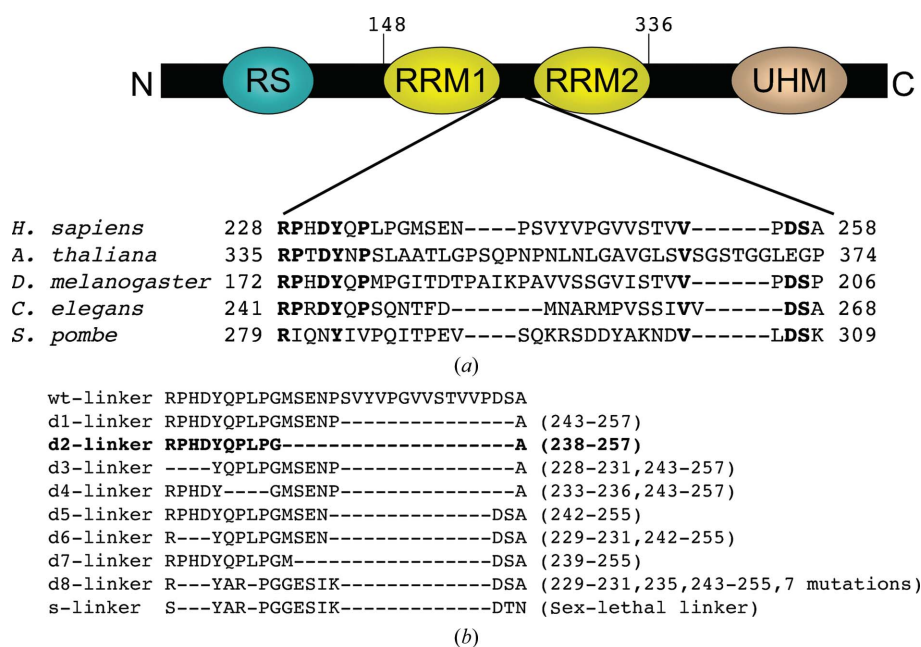 148 336
N RS RRM1 RRM2 UHM C
H. sapiens 228 RPHDYQPLPGMSEN----PSVYVPGVVSTVV------PDSA 258
A. thaliana 335 RPTDYNPSLAATLGPSQPNPNLNLGAVGLSVSGSTGGLEGP 374
D. melanogaster 172 RPHDYQPMPGITDTPAIKPAVVSSGVISTVV------PDSP 206
C. elegans 241 RPRDYQPSQNTFD-------MNARMPVSSIVV------DSA 268
S. pombe 279 RIQNYIVPQITPEV----SQKRSDDYAKNDV------LDSK 309
(a)
wt-linker RPHDYQPLPGMSENPSVYVPGVVSTVVPDSA
d1-linker RPHDYQPLPGMSENP---------------A (243-257)
d2-linker RPHDYQPLPG--------------------A (238-257)
d3-linker ----YQPLPGMSENP---------------A (228-231,243-257)
d4-linker RPHDY----GMSENP---------------A (233-236,243-257)
d5-linker RPHDYQPLPGMSEN--------------DSA (242-255)
d6-linker R---YQPLPGMSEN--------------DSA (229-231,242-255)
d7-linker RPHDYQPLPGM-----------------DSA (239-255)
d8-linker R---YAR-PGGESIK-------------DSA (229-231,235,243-255,7 mutations)
s-linker S---YAR-PGGESIK-------------DTN (Sex-lethal linker)
(b)